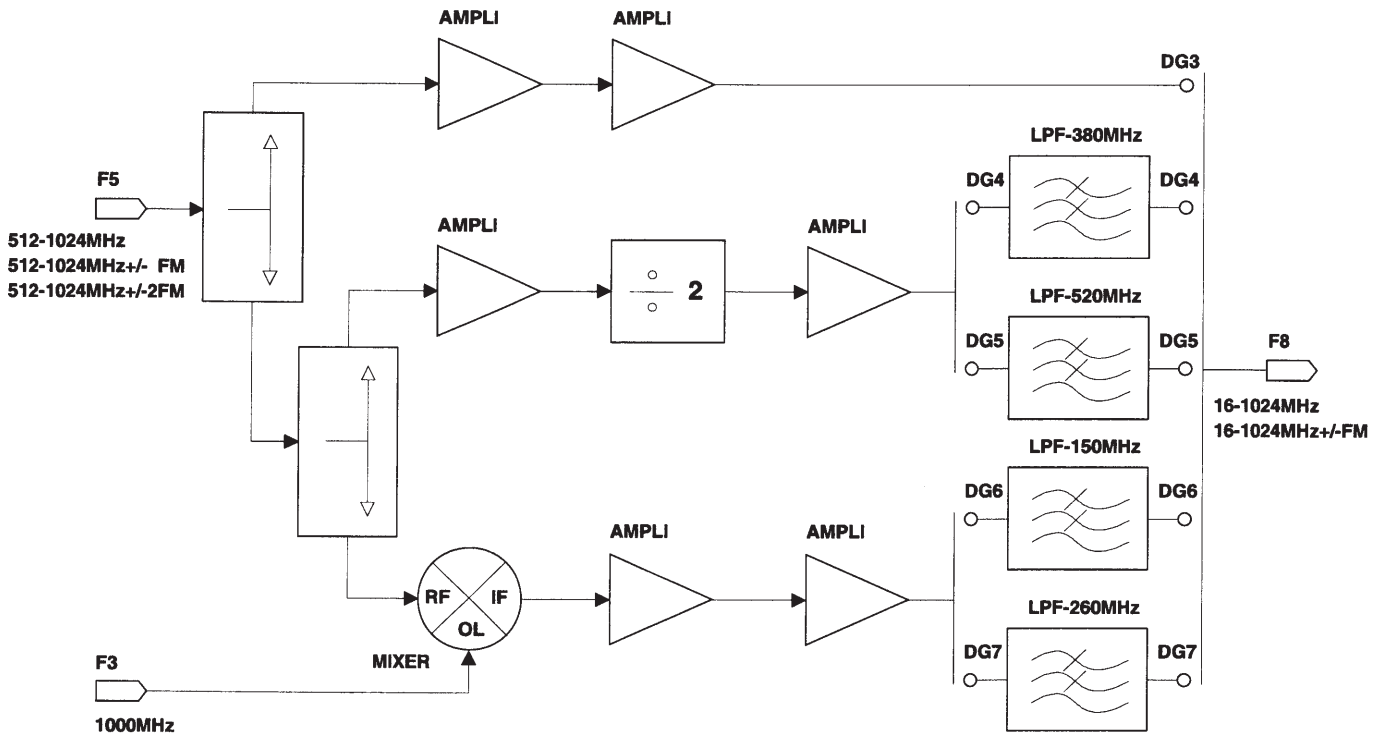 AMPLI
AMPLI
DG3
LPF-380MHz
F5
DG4
DG4
512-1024MHz
512-1024MHz+/- FM
512-1024MHz+/-2FM
AMPLI
÷ 2
AMPLI
LPF-520MHz
DG5
DG5
F8
16-1024MHz
16-1024MHz+/-FM
LPF-150MHz
DG6
DG6
AMPLI
AMPLI
RF
IF
OL
MIXER
LPF-260MHz
DG7
DG7
F3
1000MHz